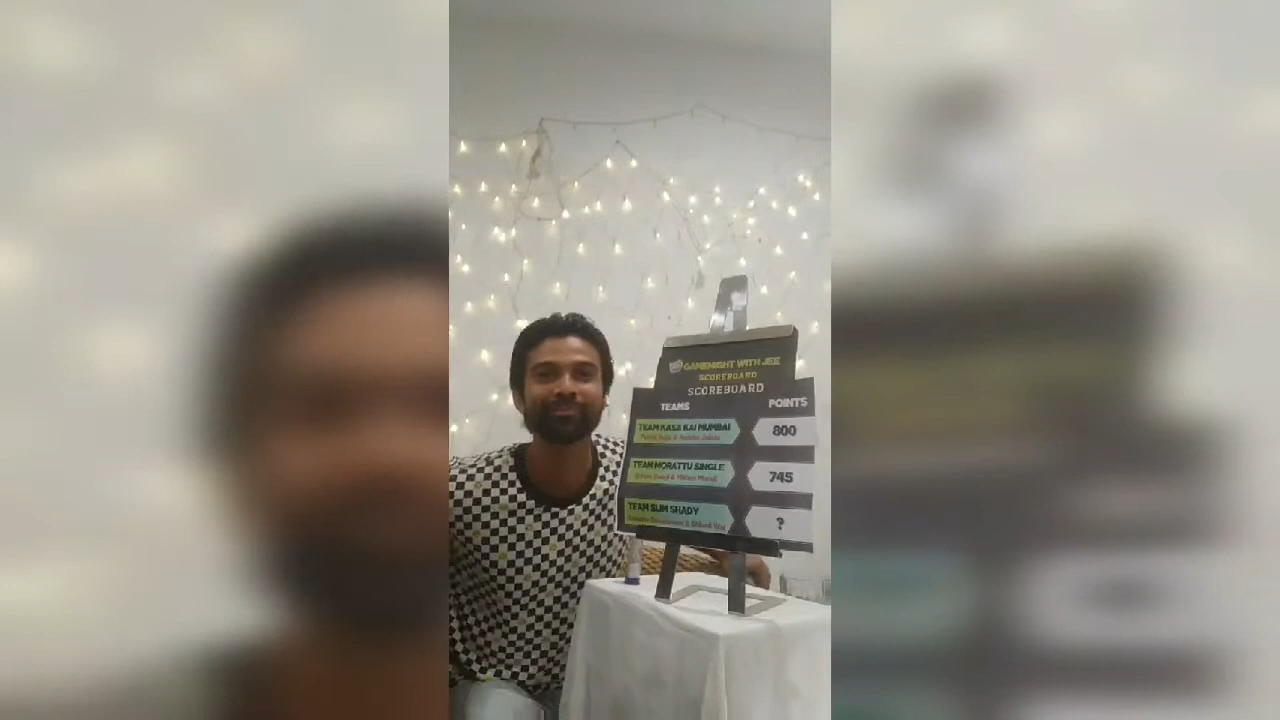 GAMENIGHT WITH JEE
SCOREBOARD
SCOREBOARD
TEAMS POINTS
TEAM KASA KAI MUMBAI 800
TEAM MORATTU SINGLE 745
TEAM SLIM SHADY ?